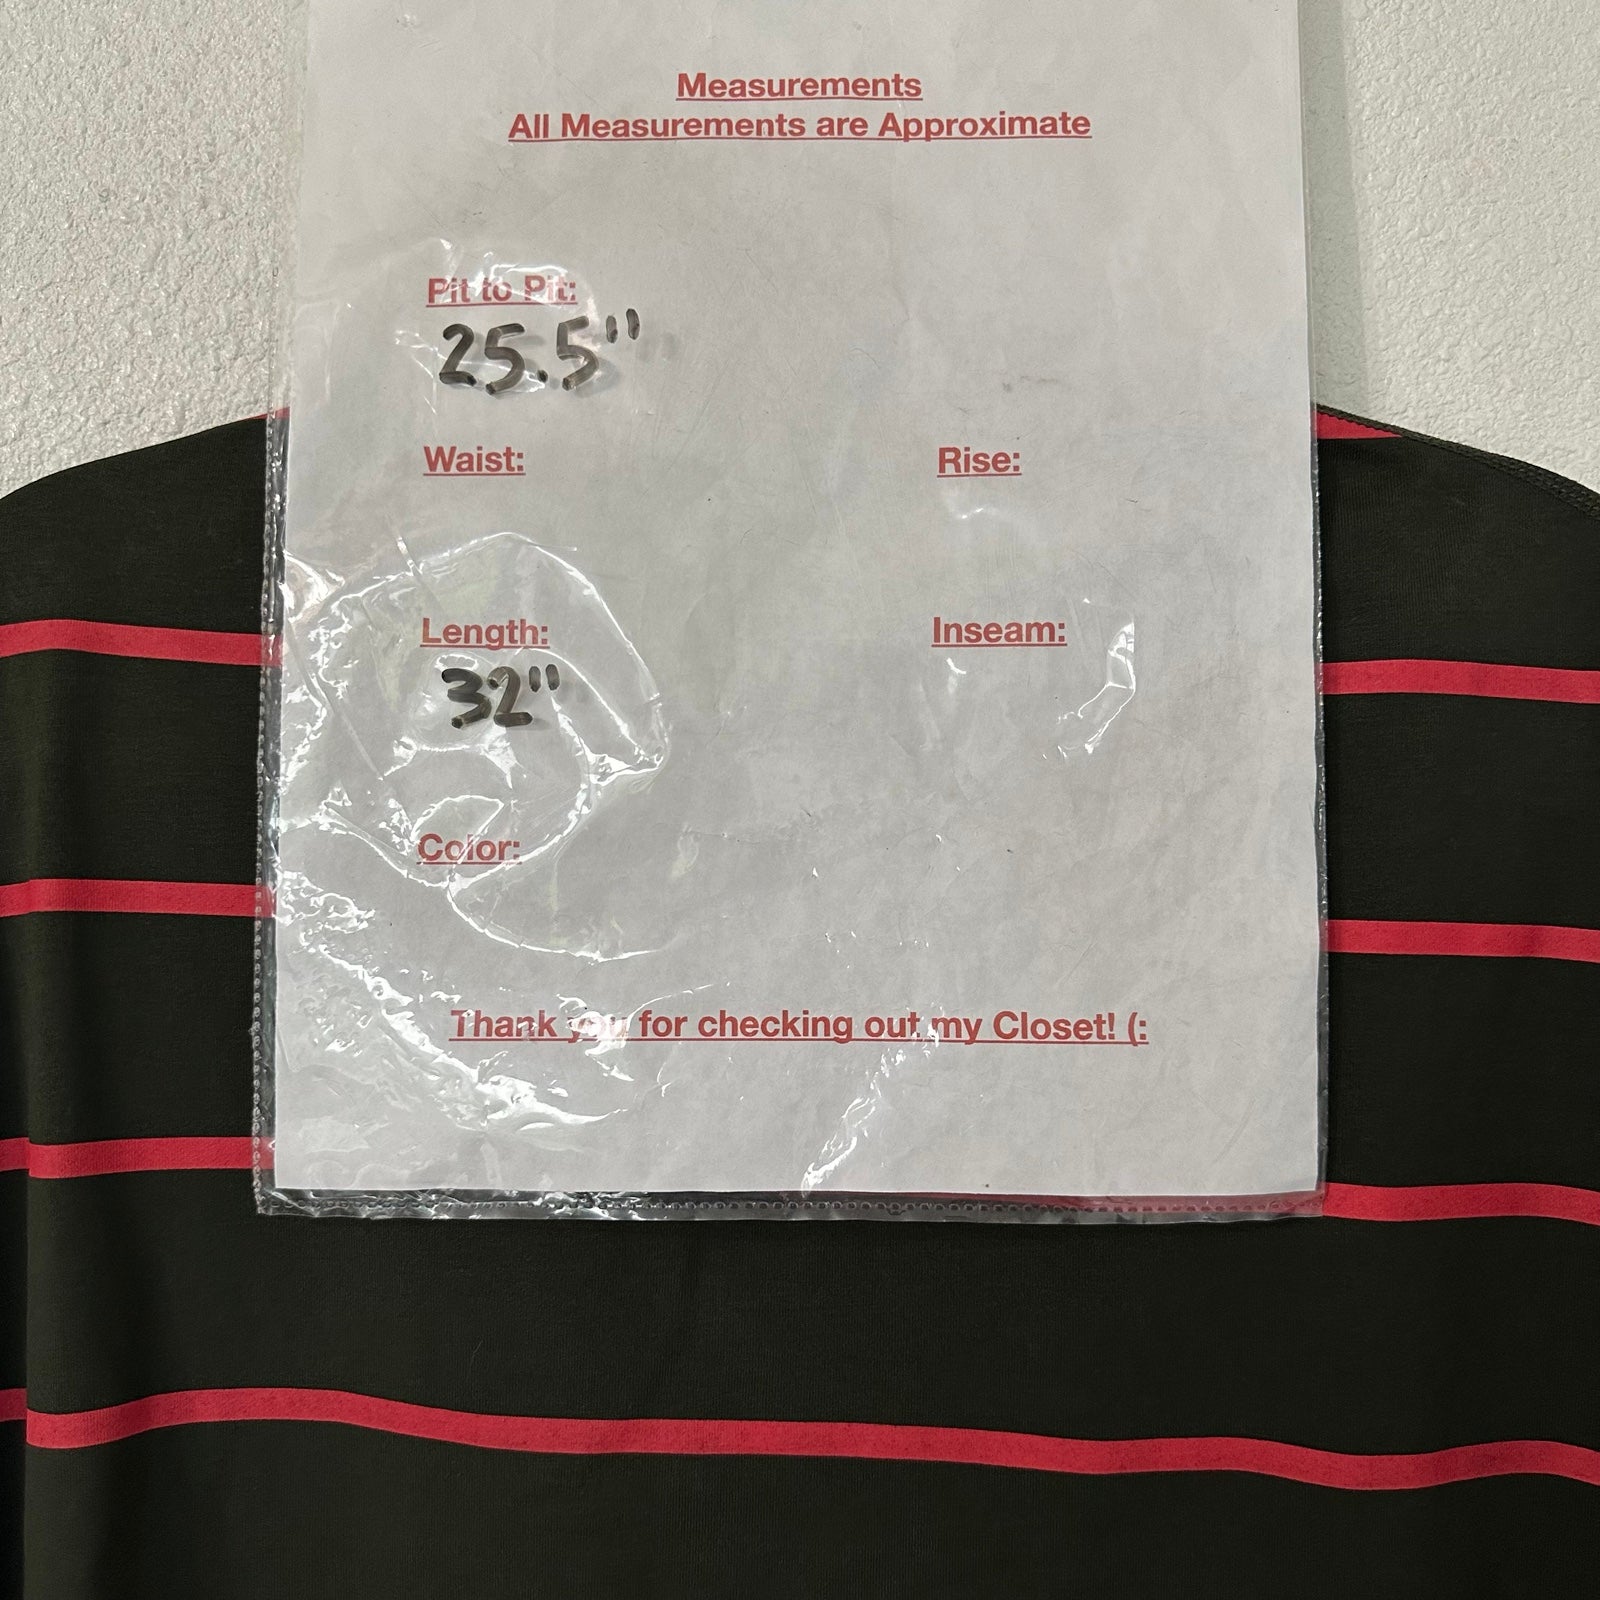 Measurements
All Measurements are Approximate
Pit to Pit:
25.5"
Waist:
Rise:
Length:
32"
Inseam:
Color:
Thank you for checking out my Closet! (: